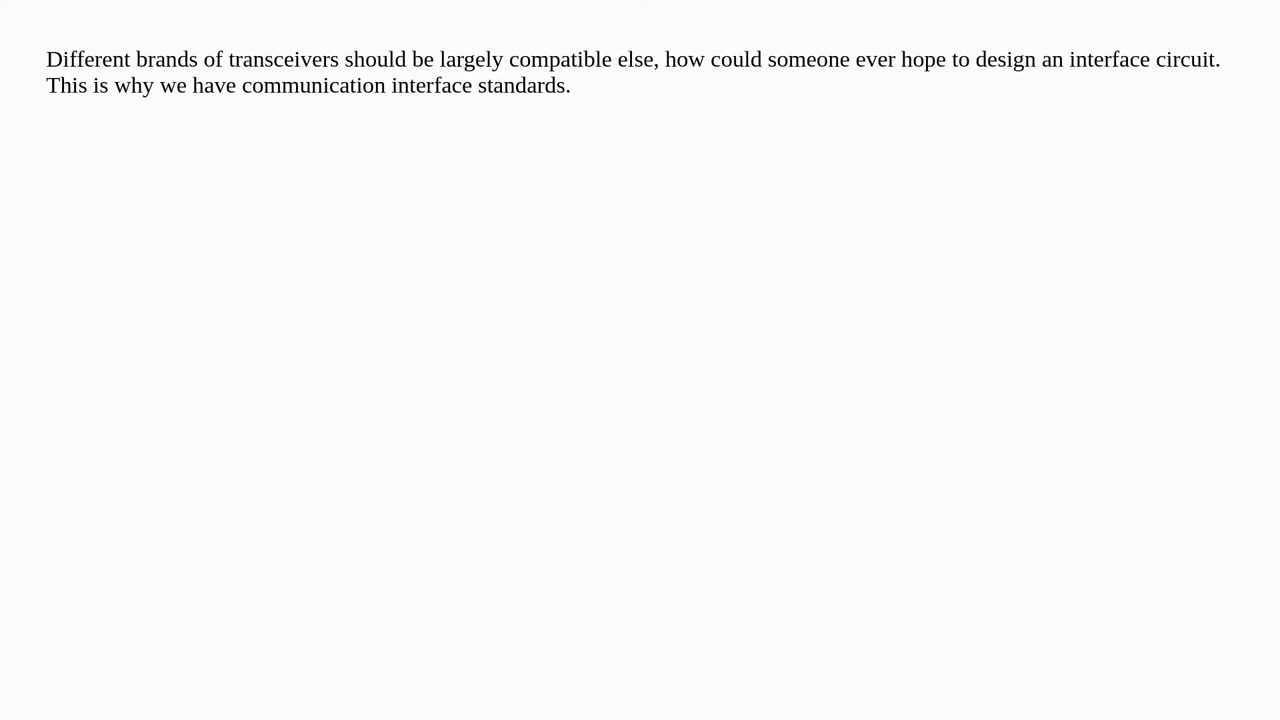 Different brands of transceivers should be largely compatible else, how could someone ever hope to design an interface circuit.
This is why we have communication interface standards.